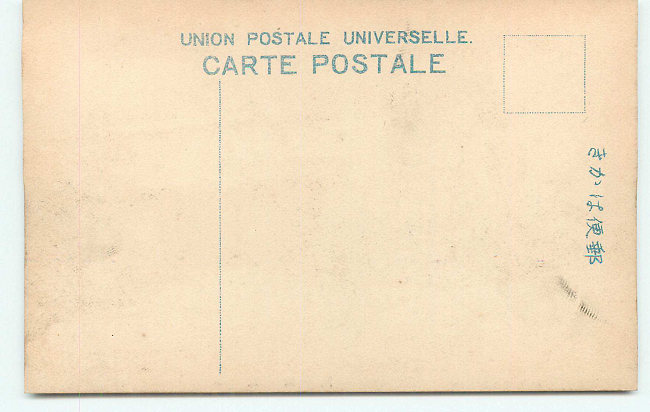 UNION POSTALE UNIVERSELLE.
CARTE POSTALE
きかは便郵